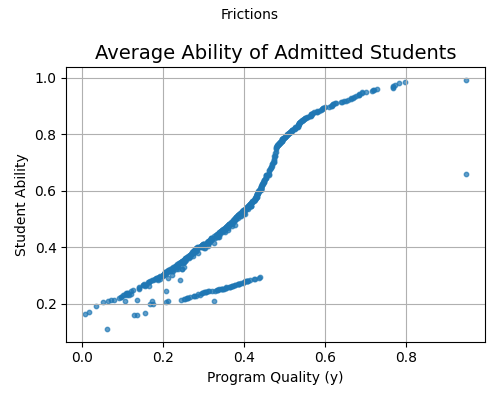 Frictions
Average Ability of Admitted Students
1.0
0.8
0.6
0.4
0.2
Student Ability
0.0 0.2 0.4 0.6 0.8
Program Quality (y)